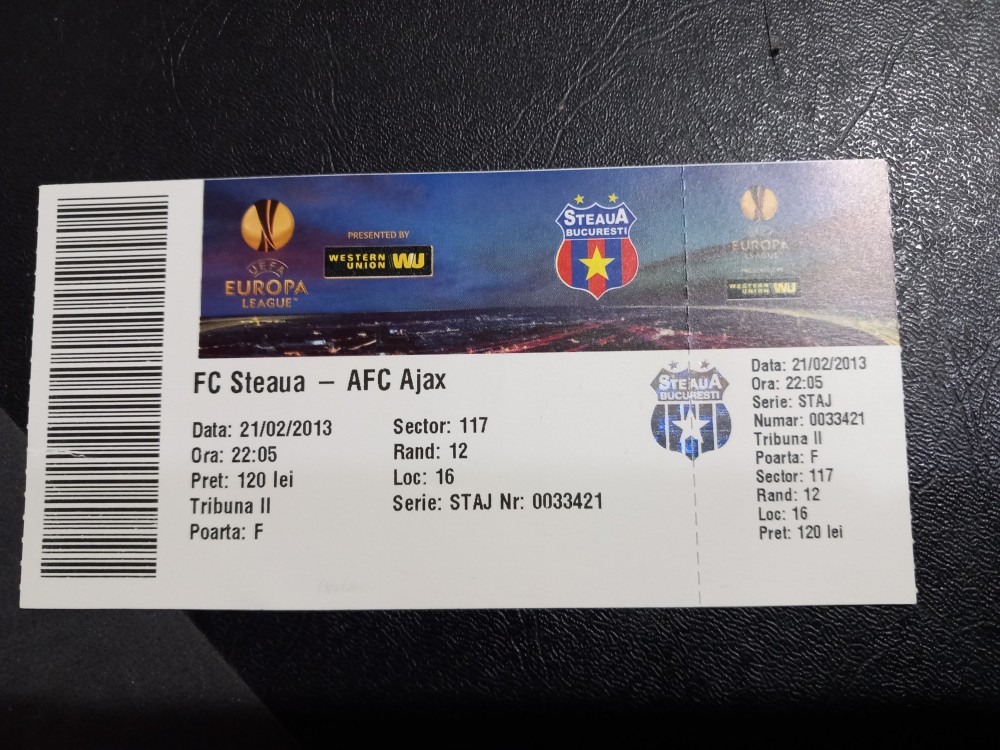 UEFA
EUROPA
LEAGUE™
PRESENTED BY
WESTERN
UNION WU
STEAUA
BUCURESTI
EUROPA
WESTERN
UNION WU
FC Steaua – AFC Ajax
Data: 21/02/2013
Ora: 22:05
Pret: 120 lei
Tribuna II
Poarta: F
Sector: 117
Rand: 12
Loc: 16
Serie: STAJ Nr: 0033421
STEAUA
BUCURESTI
Data: 21/02/2013
Ora: 22:05
Serie: STAJ
Numar: 0033421
Tribuna II
Poarta: F
Sector: 117
Rand: 12
Loc: 16
Pret: 120 lei